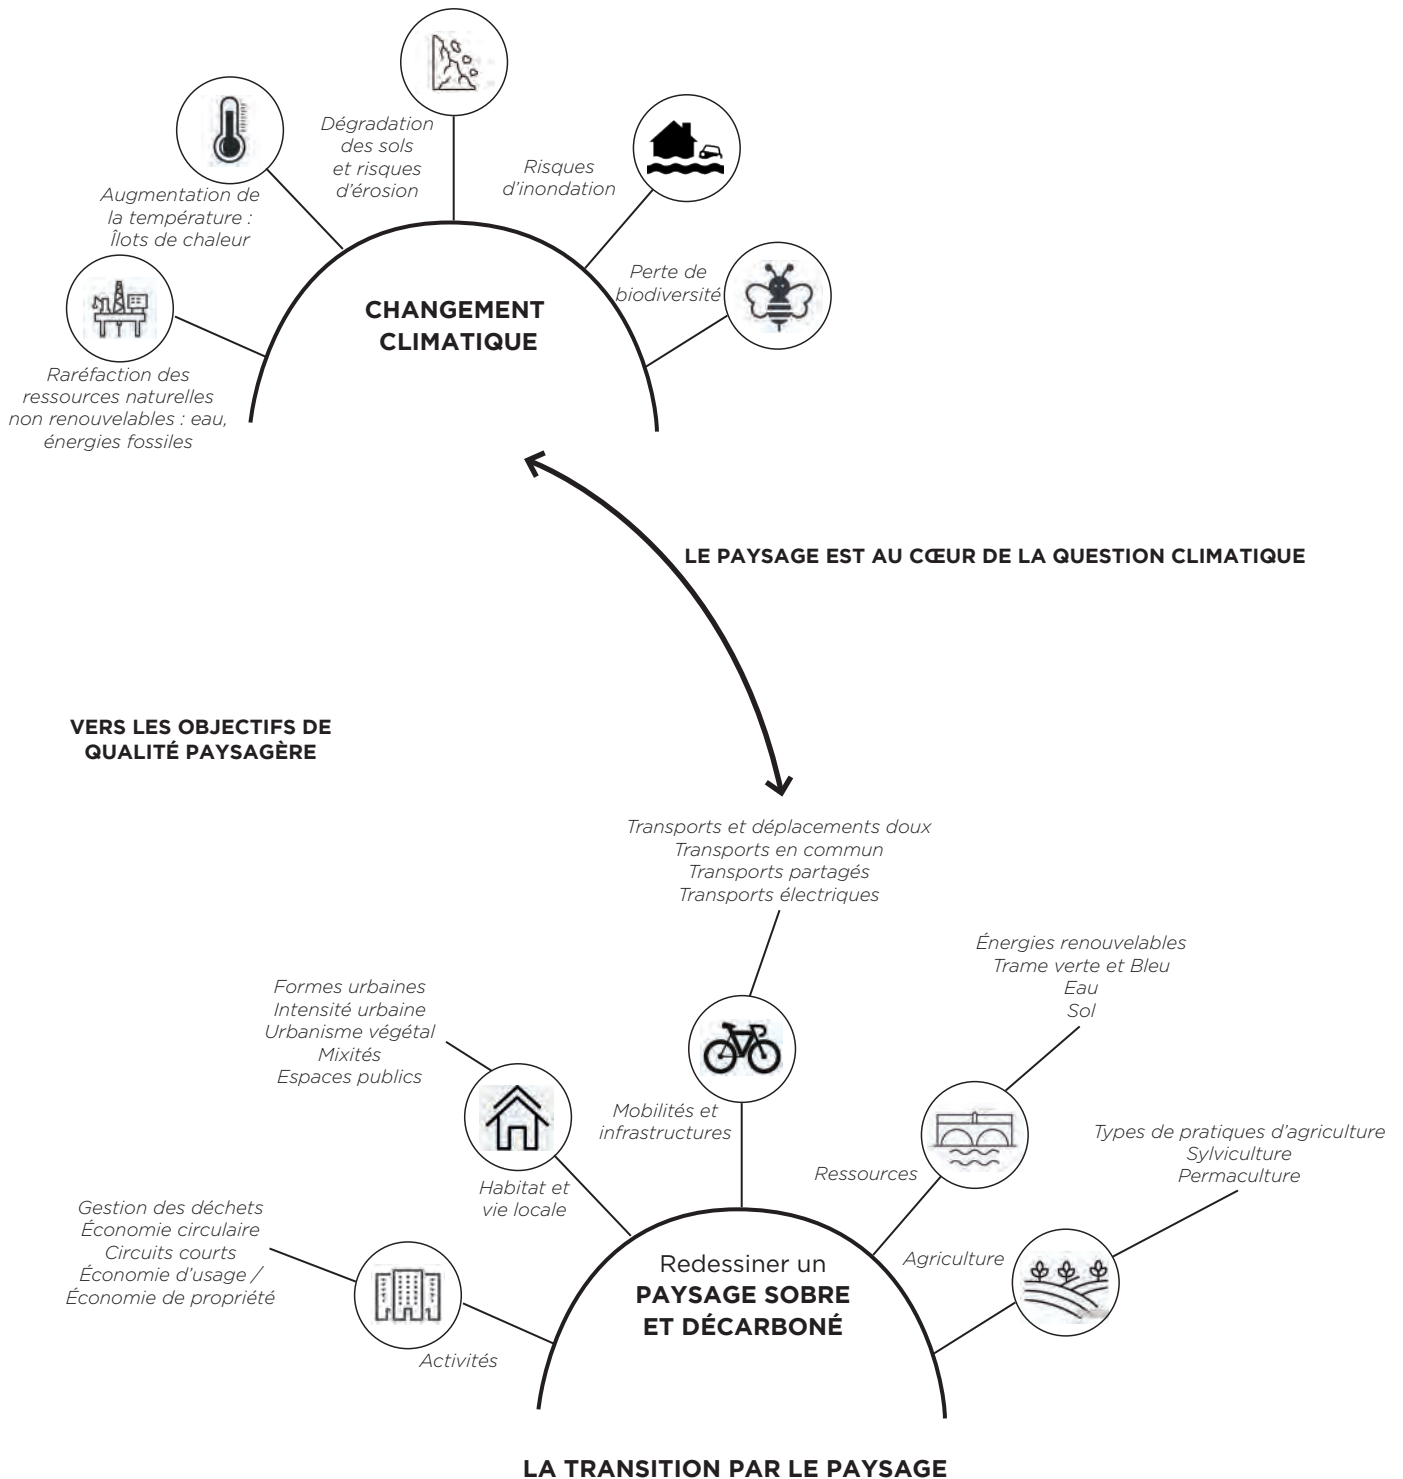 Dégradation
des sols
et risques
d'érosion
Risques
d'inondation
Augmentation de
la température :
Îlots de chaleur
Perte de
biodiversité
CHANGEMENT
CLIMATIQUE
Raréfaction des
ressources naturelles
non renouvelables : eau,
énergies fossiles
LE PAYSAGE EST AU CŒUR DE LA QUESTION CLIMATIQUE
VERS LES OBJECTIFS DE
QUALITÉ PAYSAGÈRE
Transports et déplacements doux
Transports en commun
Transports partagés
Transports électriques
Énergies renouvelables
Trame verte et Bleu
Eau
Sol
Formes urbaines
Intensité urbaine
Urbanisme végétal
Mixités
Espaces publics
Mobilités et
infrastructures
Types de pratiques d'agriculture
Sylviculture
Permaculture
Ressources
Habitat et
vie locale
Gestion des déchets
Économie circulaire
Circuits courts
Économie d'usage /
Économie de propriété
Agriculture
Redessiner un
PAYSAGE SOBRE
ET DÉCARBONÉ
Activités
LA TRANSITION PAR LE PAYSAGE